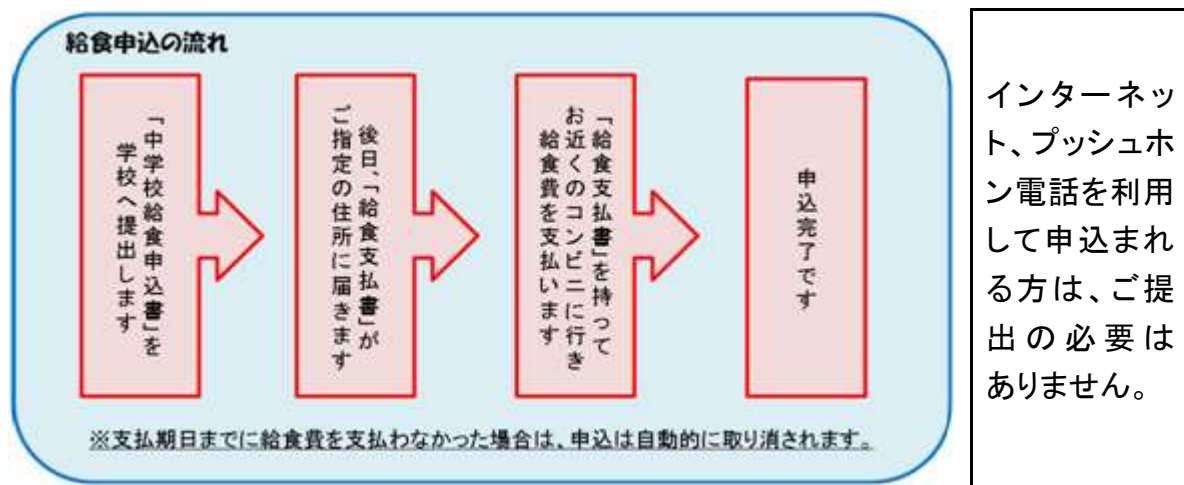 給食申込の流れ
「中学校給食申込書」を
学校へ提出します
後日、「給食支払書」が
ご指定の住所に届きます
「給食支払書」を持って
お近くのコンビニに行き
給食費を支払います
申込完了です
※支払期日までに給食費を支払わなかった場合は、申込は自動的に取り消されます。
インターネッ
ト、プッシュホ
ン電話を利用
して申込まれ
る方は、ご提
出の必要は
ありません。